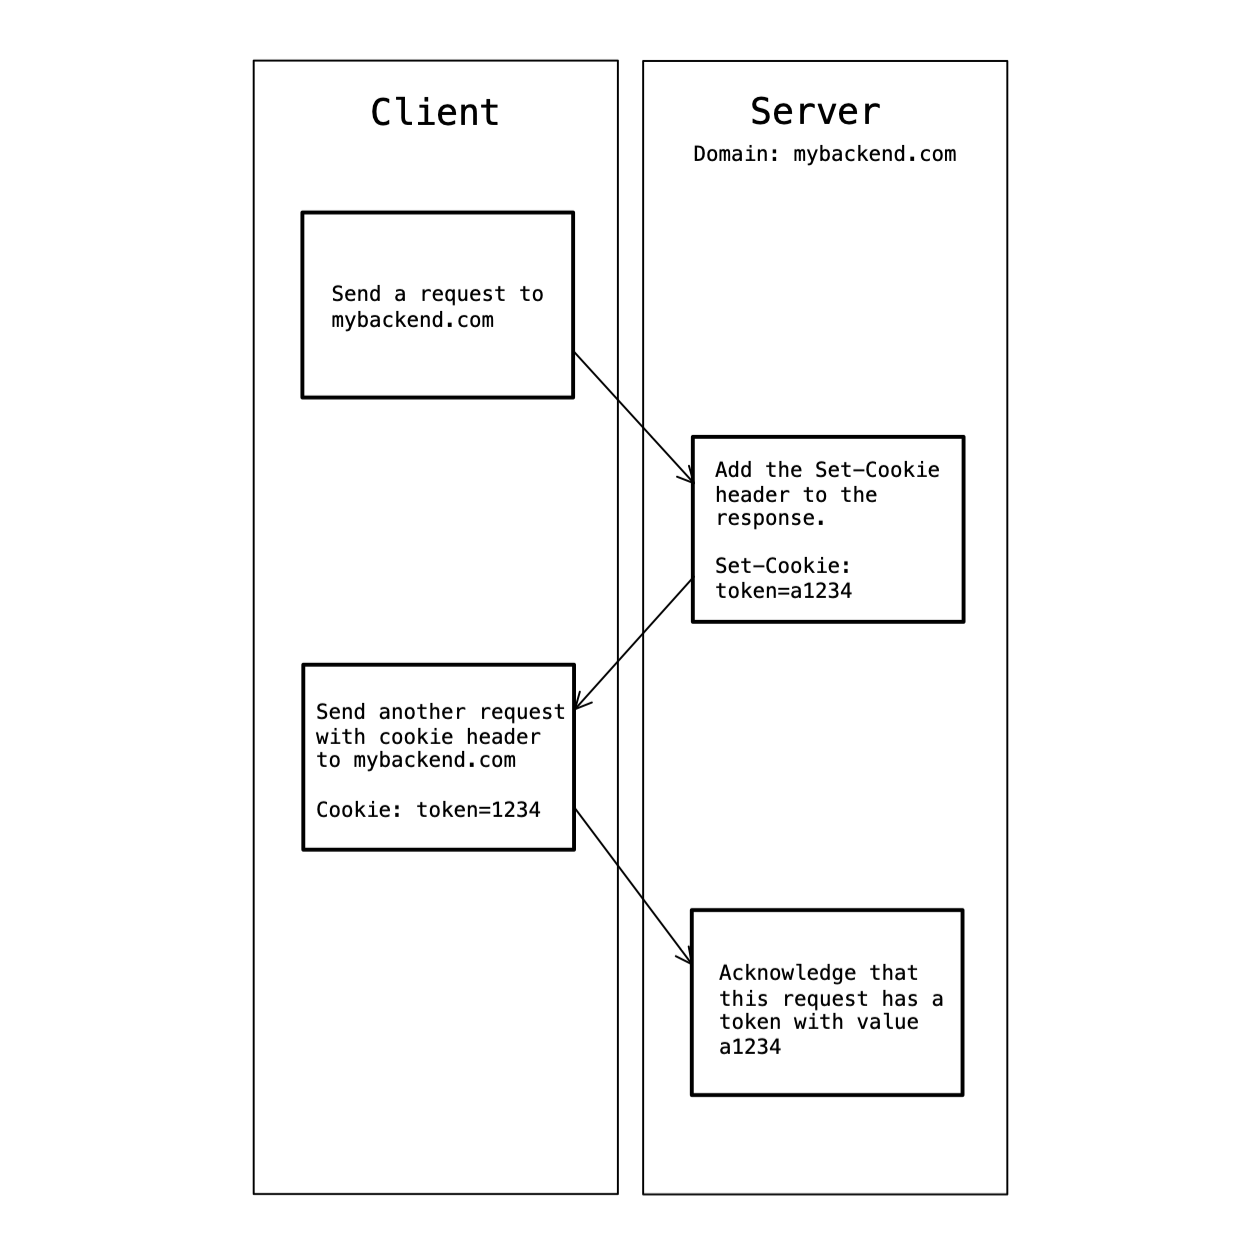 Client
Server
Domain: mybackend.com
Send a request to
mybackend.com
Add the Set-Cookie
header to the
response.
Set-Cookie:
token=a1234
Send another request
with cookie header
to mybackend.com
Cookie: token=1234
Acknowledge that
this request has a
token with value
a1234